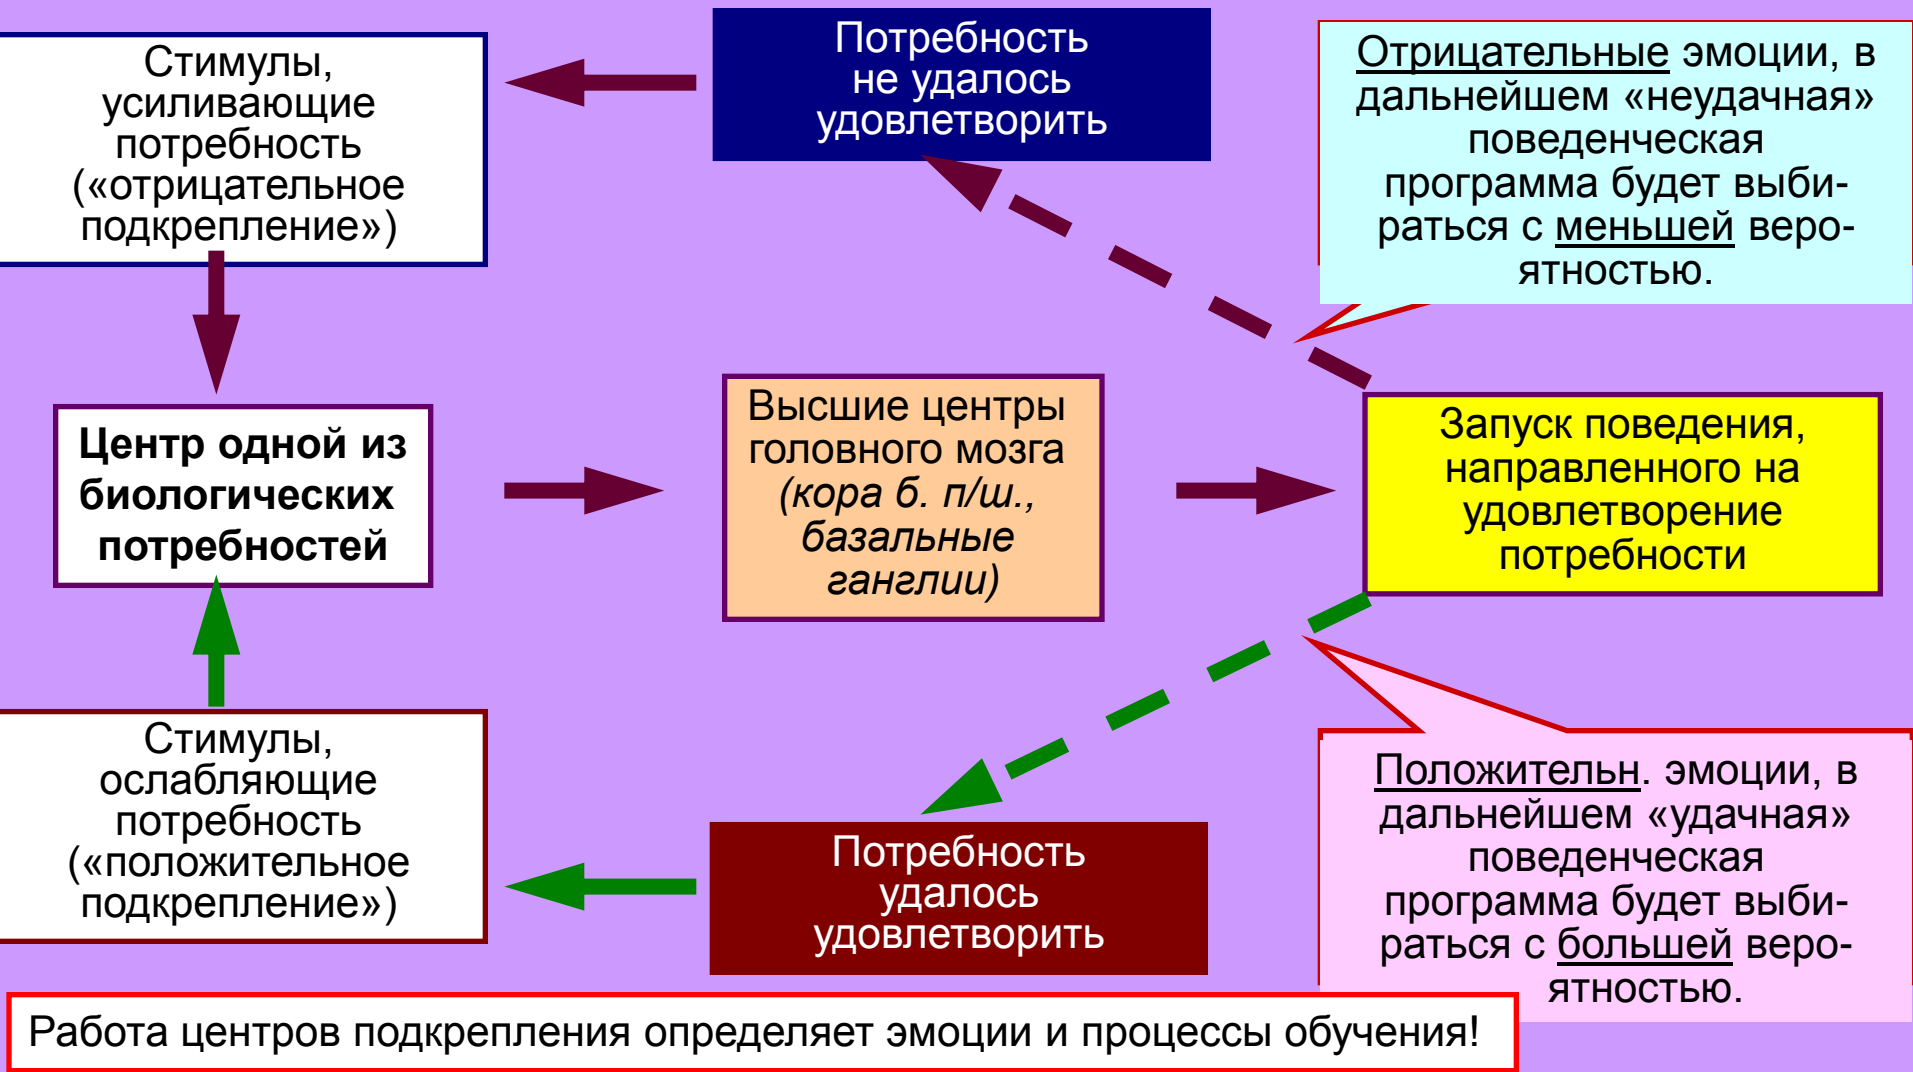 Стимулы,
усиливающие
потребность
(«отрицательное
подкрепление»)
Потребность
не удалось
удовлетворить
Отрицательные эмоции, в
дальнейшем «неудачная»
поведенческая
программа будет выби-
раться с меньшей веро-
ятностью.
Центр одной из
биологических
потребностей
Высшие центры
головного мозга
(кора б. п/ш.,
базальные
ганглии)
Запуск поведения,
направленного на
удовлетворение
потребности
Стимулы,
ослабляющие
потребность
(«положительное
подкрепление»)
Потребность
удалось
удовлетворить
Положительн. эмоции, в
дальнейшем «удачная»
поведенческая
программа будет выби-
раться с большей веро-
ятностью.
Работа центров подкрепления определяет эмоции и процессы обучения!